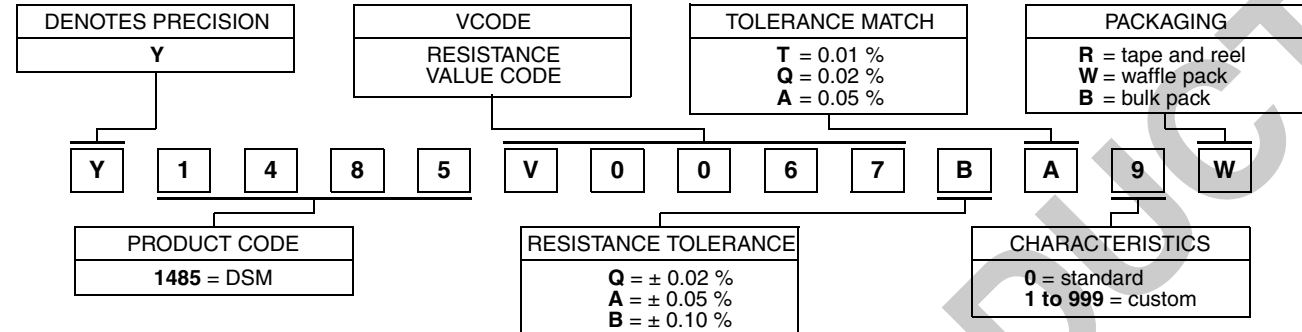 DENOTES PRECISION
Y
VCODE
RESISTANCE
VALUE CODE
TOLERANCE MATCH
T = 0.01 %
Q = 0.02 %
A = 0.05 %
PACKAGING
R = tape and reel
W = waffle pack
B = bulk pack
Y 1 4 8 5 V 0 0 6 7 B A 9 W
PRODUCT CODE
1485 = DSM
RESISTANCE TOLERANCE
Q = ± 0.02 %
A = ± 0.05 %
B = ± 0.10 %
CHARACTERISTICS
0 = standard
1 to 999 = custom